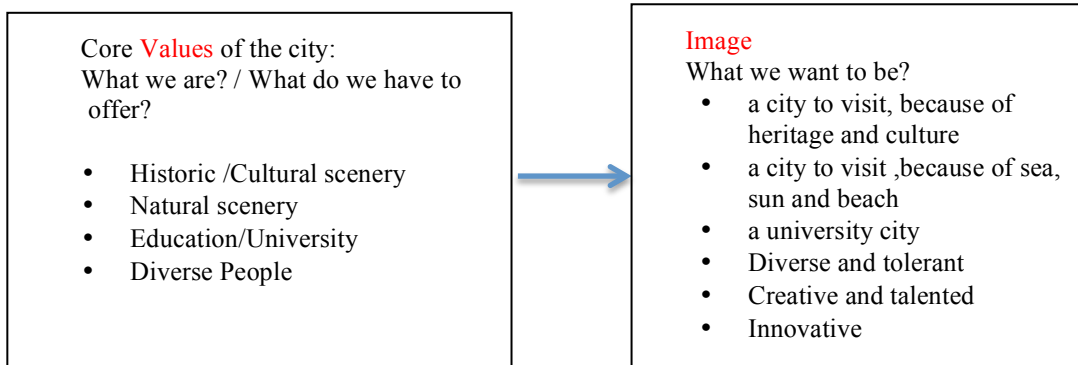 Core Values of the city:
What we are? / What do we have to
offer?
• Historic /Cultural scenery
• Natural scenery
• Education/University
• Diverse People
Image
What we want to be?
• a city to visit, because of
heritage and culture
• a city to visit ,because of sea,
sun and beach
• a university city
• Diverse and tolerant
• Creative and talented
• Innovative